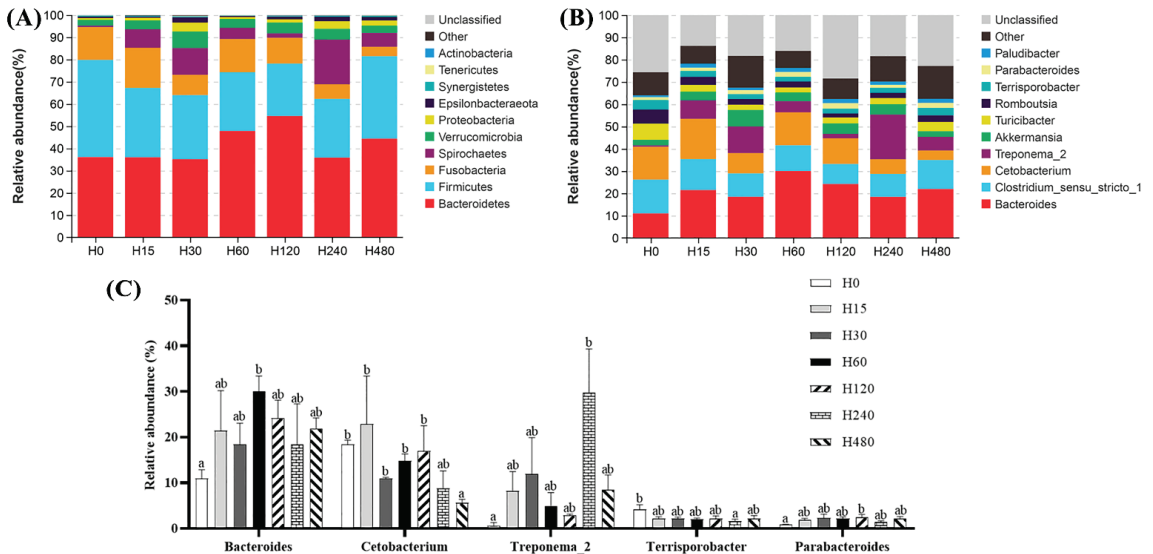 (A)
Relative abundance(%)
100
90
80
70
60
50
40
30
20
10
0
H0 H15 H30 H60 H120 H240 H480
Unclassified
Other
Actinobacteria
Tenericutes
Synergistetes
Epsilonbacteraeota
Proteobacteria
Verrucomicrobia
Spirochaetes
Fusobacteria
Firmicutes
Bacteroidetes
(B)
Relative abundance(%)
100
90
80
70
60
50
40
30
20
10
0
H0 H15 H30 H60 H120 H240 H480
Unclassified
Other
Paludibacter
Parabacteroides
Terrisporobacter
Romboutsia
Turicibacter
Akkermansia
Treponema_2
Cetobacterium
Clostridium_sensu_stricto_1
Bacteroides
(C)
Relative abundance (%)
50
40
30
20
10
0
a ab ab b ab ab ab
b b b b b ab a
a ab ab ab ab b ab
b ab ab ab ab a ab
a ab ab ab b ab ab
Bacteroides Cetobacterium Treponema_2 Terrisporobacter Parabacteroides
H0
H15
H30
H60
H120
H240
H480